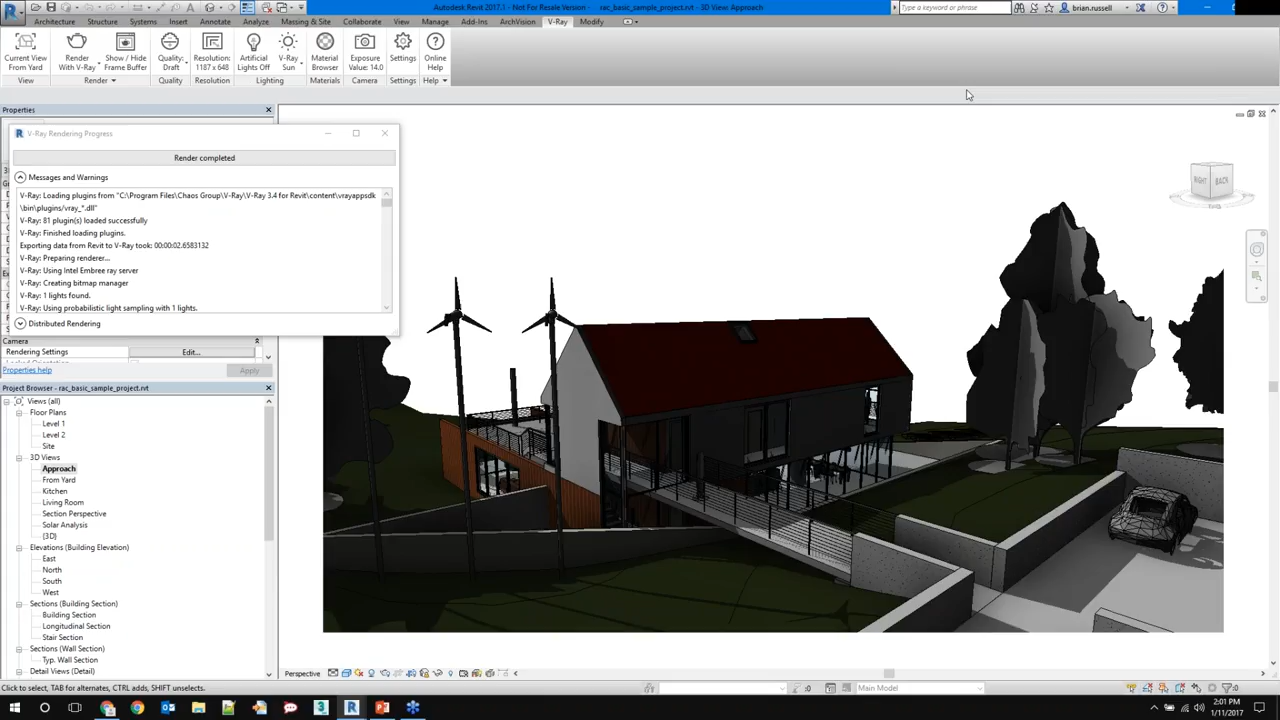 Autodesk Revit 2017.1 - Not For Resale Version - rac_basic_sample_project.rvt - 3D View: Approach
Type a keyword or phrase
brian.russell
Architecture Structure Systems Insert Annotate Analyze Massing & Site Collaborate View Manage Add-Ins ArchVision V-Ray Modify
Current View
From Yard
Render
With V-Ray
Show / Hide
Frame Buffer
Quality:
Draft
Resolution:
1187 x 648
Artificial
Lights Off
V-Ray
Sun
Material
Browser
Exposure
Value: 14.0
Settings
Online
Help
View Render Quality Resolution Lighting Materials Camera Settings Help
Properties
V-Ray Rendering Progress
Render completed
Messages and Warnings
V-Ray: Loading plugins from "C:\Program Files\Chaos Group\V-Ray\V-Ray 3.4 for Revit\content\vrayappsdk
\bin\plugins/vray_*.dll"
V-Ray: 81 plugin(s) loaded successfully
V-Ray: Finished loading plugins.
Exporting data from Revit to V-Ray took: 00:00:02.6583132
V-Ray: Preparing renderer...
V-Ray: Using Intel Embree ray server
V-Ray: Creating bitmap manager
V-Ray: 1 lights found.
V-Ray: Using probabilistic light sampling with 1 lights.
Distributed Rendering
Camera
Rendering Settings Edit...
Properties help Apply
Project Browser - rac_basic_sample_project.rvt
Views (all)
Floor Plans
Level 1
Level 2
Site
3D Views
Approach
From Yard
Kitchen
Living Room
Section Perspective
Solar Analysis
{3D}
Elevations (Building Elevation)
East
North
South
West
Sections (Building Section)
Building Section
Longitudinal Section
Stair Section
Sections (Wall Section)
Typ. Wall Section
Detail Views (Detail)
RIGHT BACK
Perspective
Click to select, TAB for alternates, CTRL adds, SHIFT unselects.
:0
Main Model
:0
2:01 PM
1/11/2017